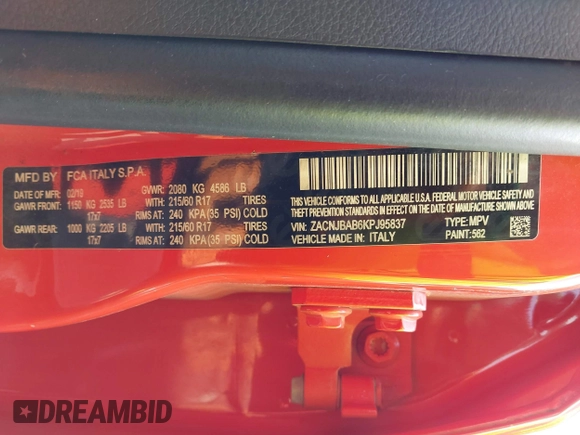 MFD BY FCA ITALY S.P.A.
DATE OF MFR: 02/19 GVWR: 2080 KG 4586 LB
GAWR FRONT: 1150 KG 2535 LB WITH: 215/60 R17 TIRES
17x7 RIMS AT: 240 KPA (35 PSI) COLD
GAWR REAR: 1000 KG 2205 LB WITH: 215/60 R17 TIRES
17x7 RIMS AT: 240 KPA (35 PSI) COLD
THIS VEHICLE CONFORMS TO ALL APPLICABLE U.S.A. FEDERAL MOTOR VEHICLE
SAFETY STANDARDS IN EFFECT ON THE DATE OF MANUFACTURE SHOWN ABOVE.
VIN: ZACNJBAB6KPJ95837 TYPE: MPV
VEHICLE MADE IN: ITALY PAINT: 562
DREAMBID